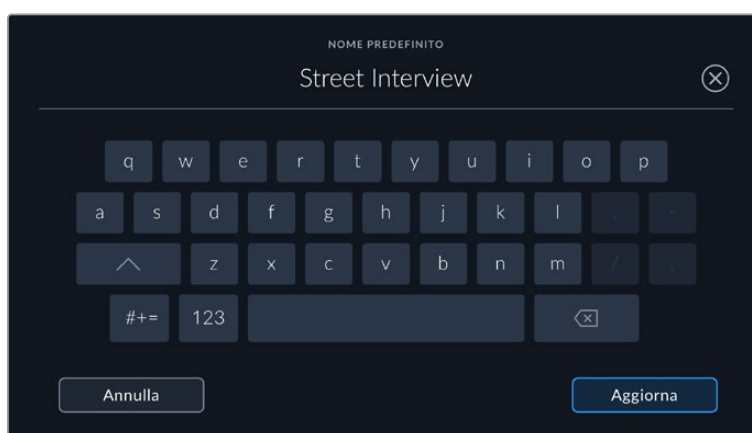 NOME PREDEFINITO
Street Interview
q w e r t y u i o p
a s d f g h j k l . -
z x c v b n m / ,
#+= 123
Annulla Aggiorna